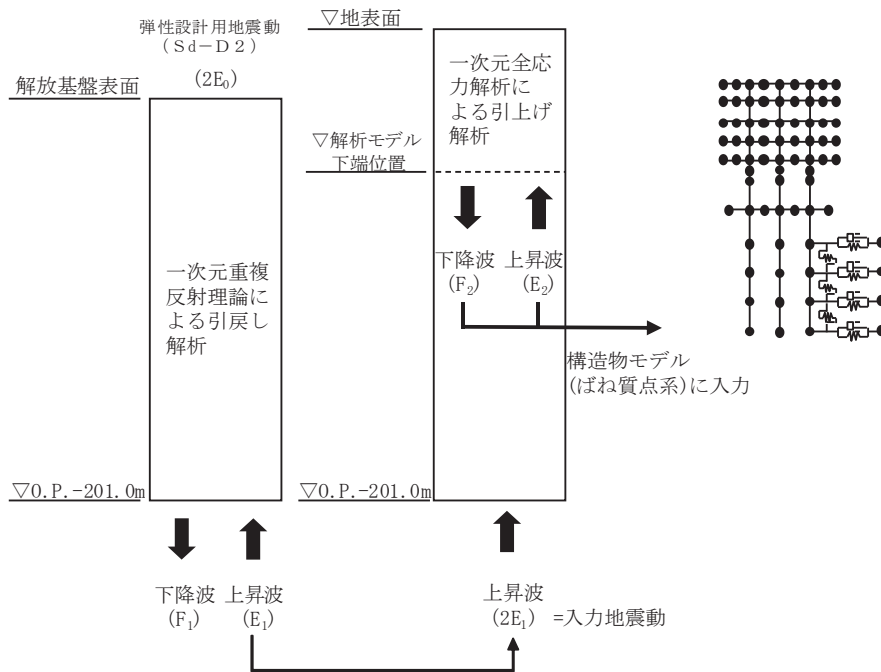 弾性設計用地震動
(Sd−D2)
(2E₀)
解放基盤表面
一次元重複
反射理論に
よる引戻し
解析
▽O.P.-201.0m
下降波
(F₁)
上昇波
(E₁)
▽地表面
一次元全応
力解析に
よる引上げ
解析
▽解析モデル
下端位置
下降波
(F₂)
上昇波
(E₂)
構造物モデル
(ばね質点系)に入力
▽O.P.-201.0m
上昇波
(2E₁) =入力地震動